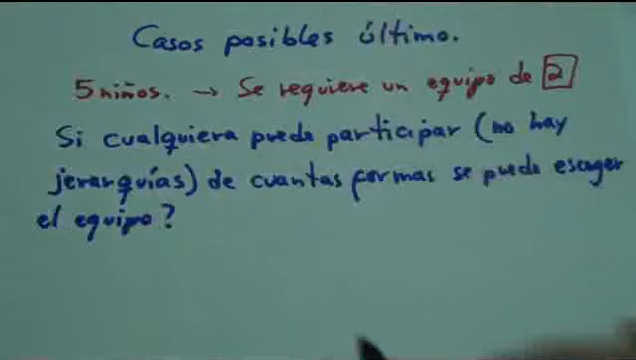 Casos posibles último.
5 niños. → Se requiere un equipo de 2
Si cualquiera puede participar (no hay
jerarquías) de cuantas formas se puede escoger
el equipo?